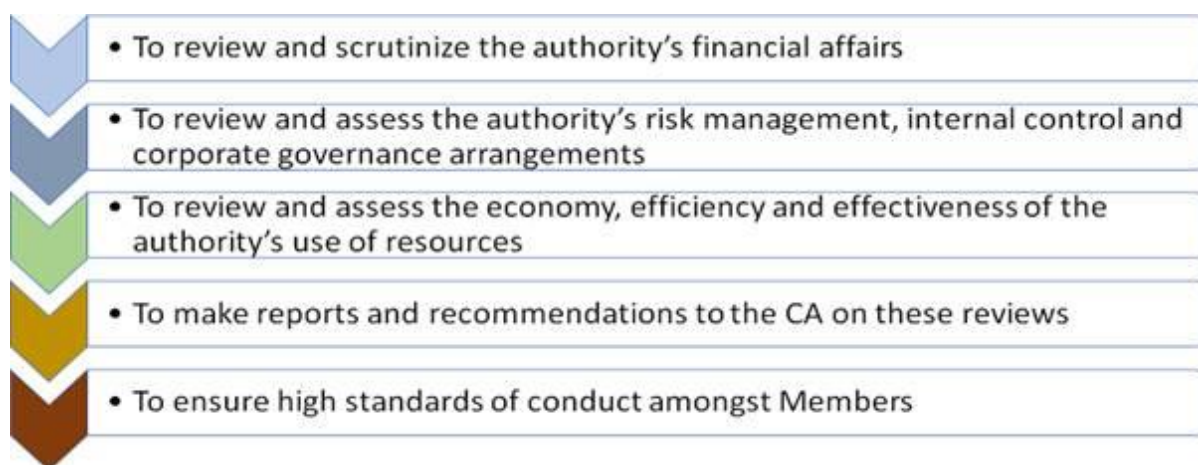 • To review and scrutinize the authority's financial affairs
• To review and assess the authority's risk management, internal control and
corporate governance arrangements
• To review and assess the economy, efficiency and effectiveness of the
authority's use of resources
• To make reports and recommendations to the CA on these reviews
• To ensure high standards of conduct amongst Members